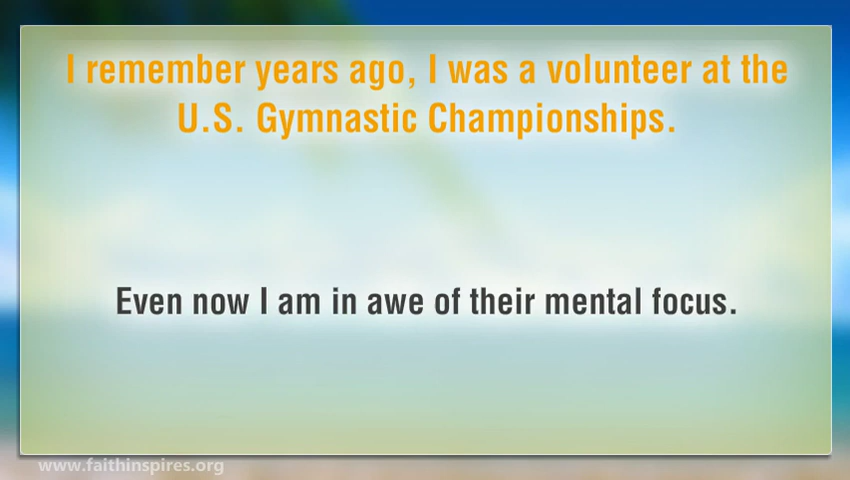 I remember years ago, I was a volunteer at the
U.S. Gymnastic Championships.
Even now I am in awe of their mental focus.
www.faithinspires.org